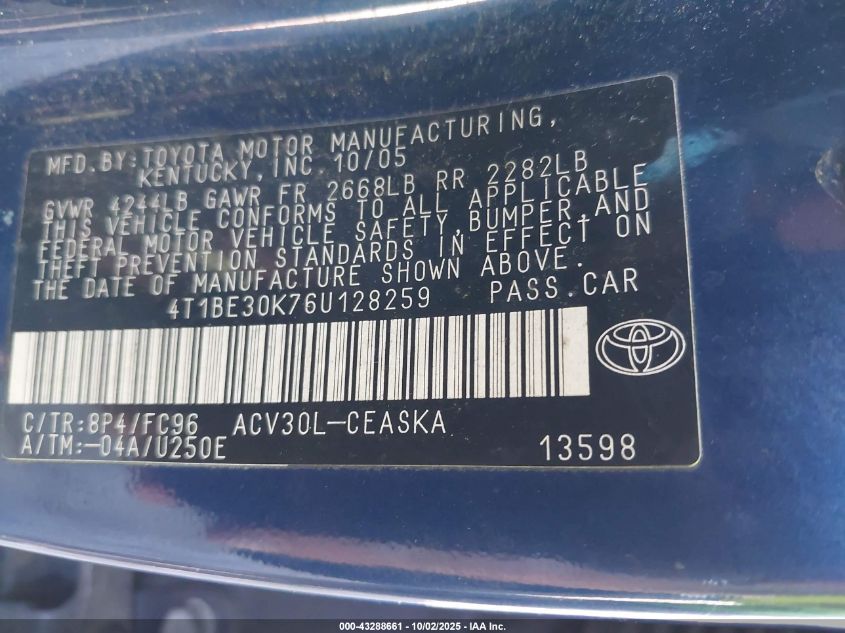 MFD.BY:TOYOTA MOTOR MANUFACTURING,
KENTUCKY,INC. 10/05
GVWR 4244LB GAWR FR 2668LB RR 2282LB
THIS VEHICLE CONFORMS TO ALL APPLICABLE
FEDERAL MOTOR VEHICLE SAFETY,BUMPER,AND
THEFT PREVENTION STANDARDS IN EFFECT ON
THE DATE OF MANUFACTURE SHOWN ABOVE.
4T1BE30K76U128259 PASS.CAR
C/TR:8P4/FC96 ACV30L-CEASKA
A/TM:-04A/U250E 13598
000-43288661 - 10/02/2025 - IAA Inc.